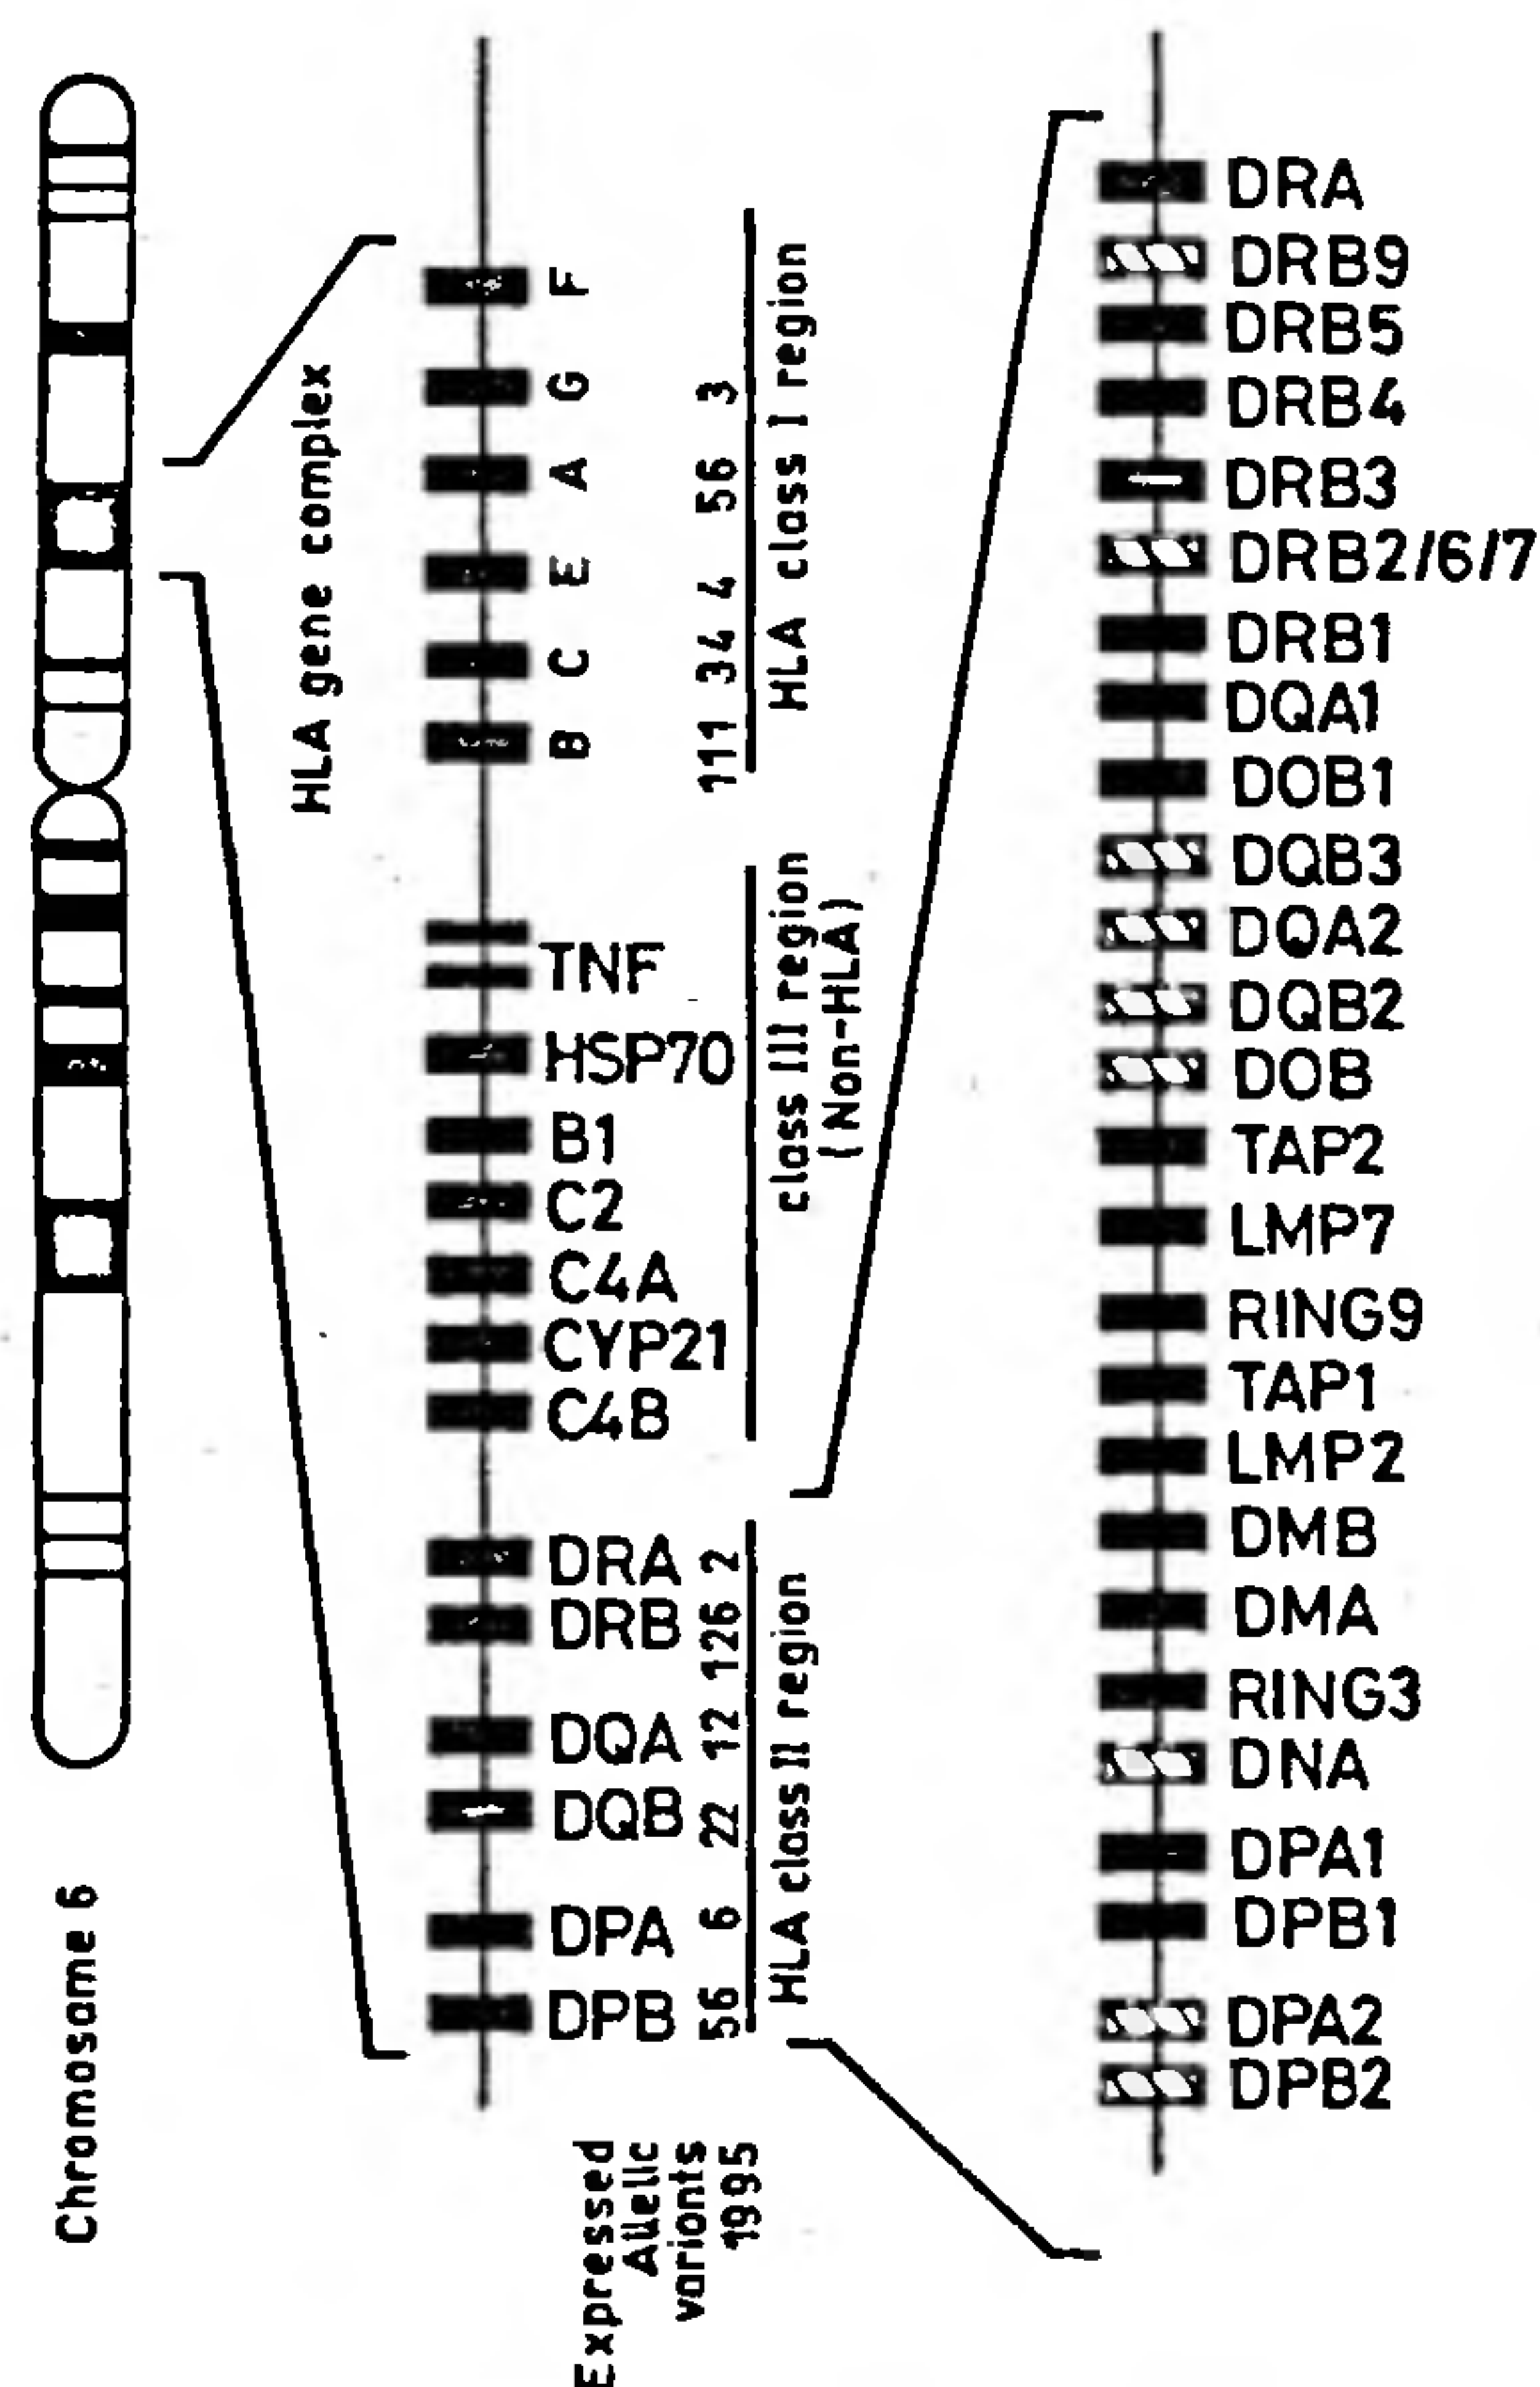 Chromosome 6
HLA gene complex
F
G
A
E
C
B
3
56
4
34
111
HLA class I region
TNF
HSP70
B1
C2
C4A
CYP21
C4B
class III region
(Non-HLA)
DRA 2
DRB 126
DQA 12
DQB 22
DPA 6
DPB 56
HLA class II region
Expressed
Allelic
variants
1995
DRA
DRB9
DRB5
DRB4
DRB3
DRB2/6/7
DRB1
DQA1
DOB1
DQB3
DQA2
DQB2
DOB
TAP2
LMP7
RING9
TAP1
LMP2
DMB
DMA
RING3
DNA
DPA1
DPB1
DPA2
DPB2